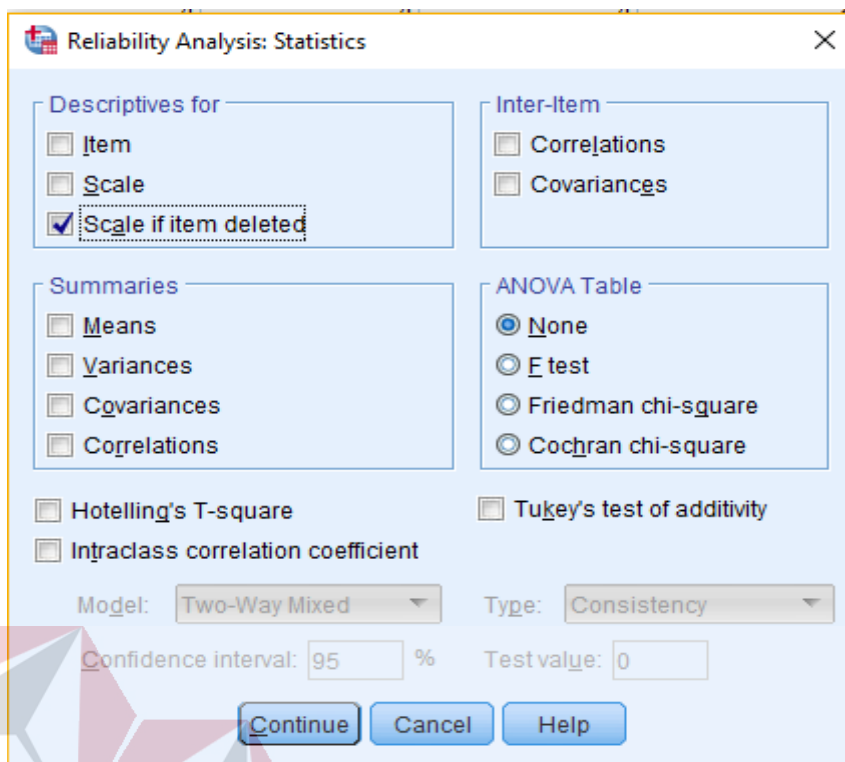 Reliability Analysis: Statistics
Descriptives for
Item
Scale
Scale if item deleted
Inter-Item
Correlations
Covariances
Summaries
Means
Variances
Covariances
Correlations
ANOVA Table
None
F test
Friedman chi-square
Cochran chi-square
Hotelling's T-square
Tukey's test of additivity
Intraclass correlation coefficient
Model: Two-Way Mixed Type: Consistency
Confidence interval: 95 % Test value: 0
Continue Cancel Help